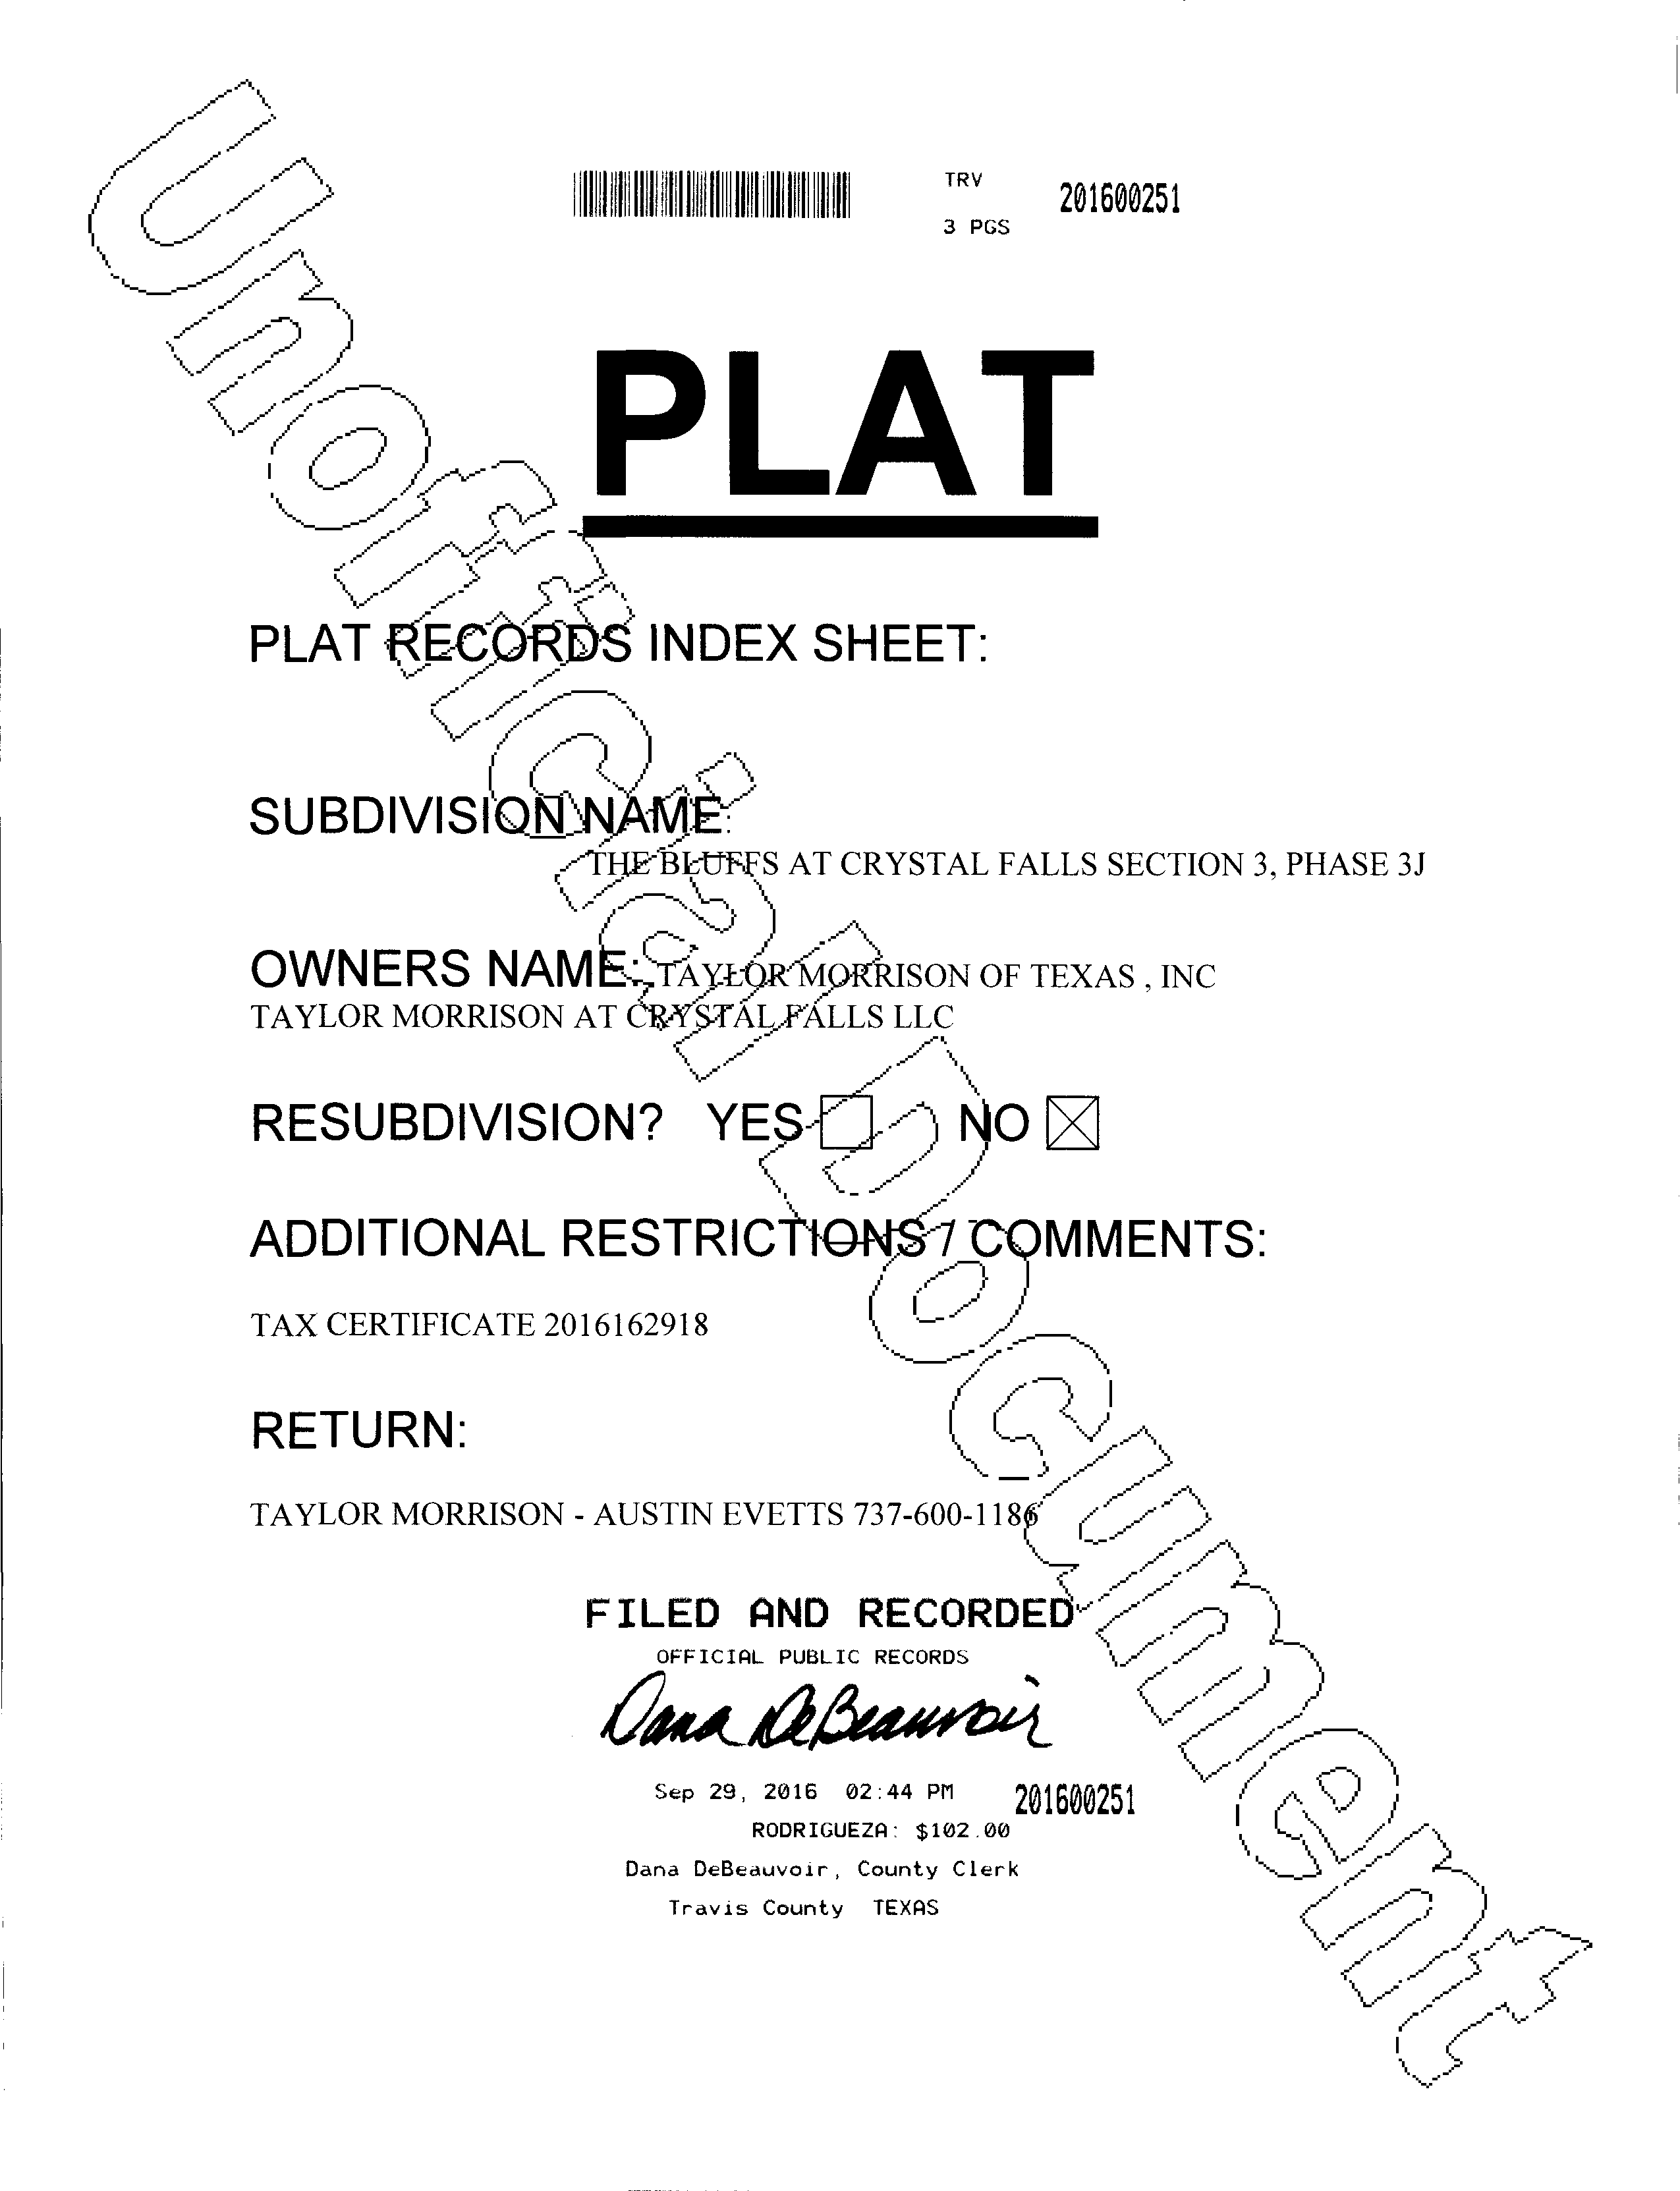 TRV
201600251
3 PGS
PLAT
PLAT RECORDS INDEX SHEET:
SUBDIVISION NAME:
THE BLUFFS AT CRYSTAL FALLS SECTION 3, PHASE 3J
OWNERS NAME: TAYLOR MORRISON OF TEXAS , INC
TAYLOR MORRISON AT CRYSTAL FALLS LLC
RESUBDIVISION? YES NO
ADDITIONAL RESTRICTIONS / COMMENTS:
TAX CERTIFICATE 2016162918
RETURN:
TAYLOR MORRISON - AUSTIN EVETTS 737-600-1186
FILED AND RECORDED
OFFICIAL PUBLIC RECORDS
Dana DeBeauvoir
Sep 29, 2016 02:44 PM 201600251
RODRIGUEZA: $102.00
Dana DeBeauvoir, County Clerk
Travis County TEXAS
Unofficial Document